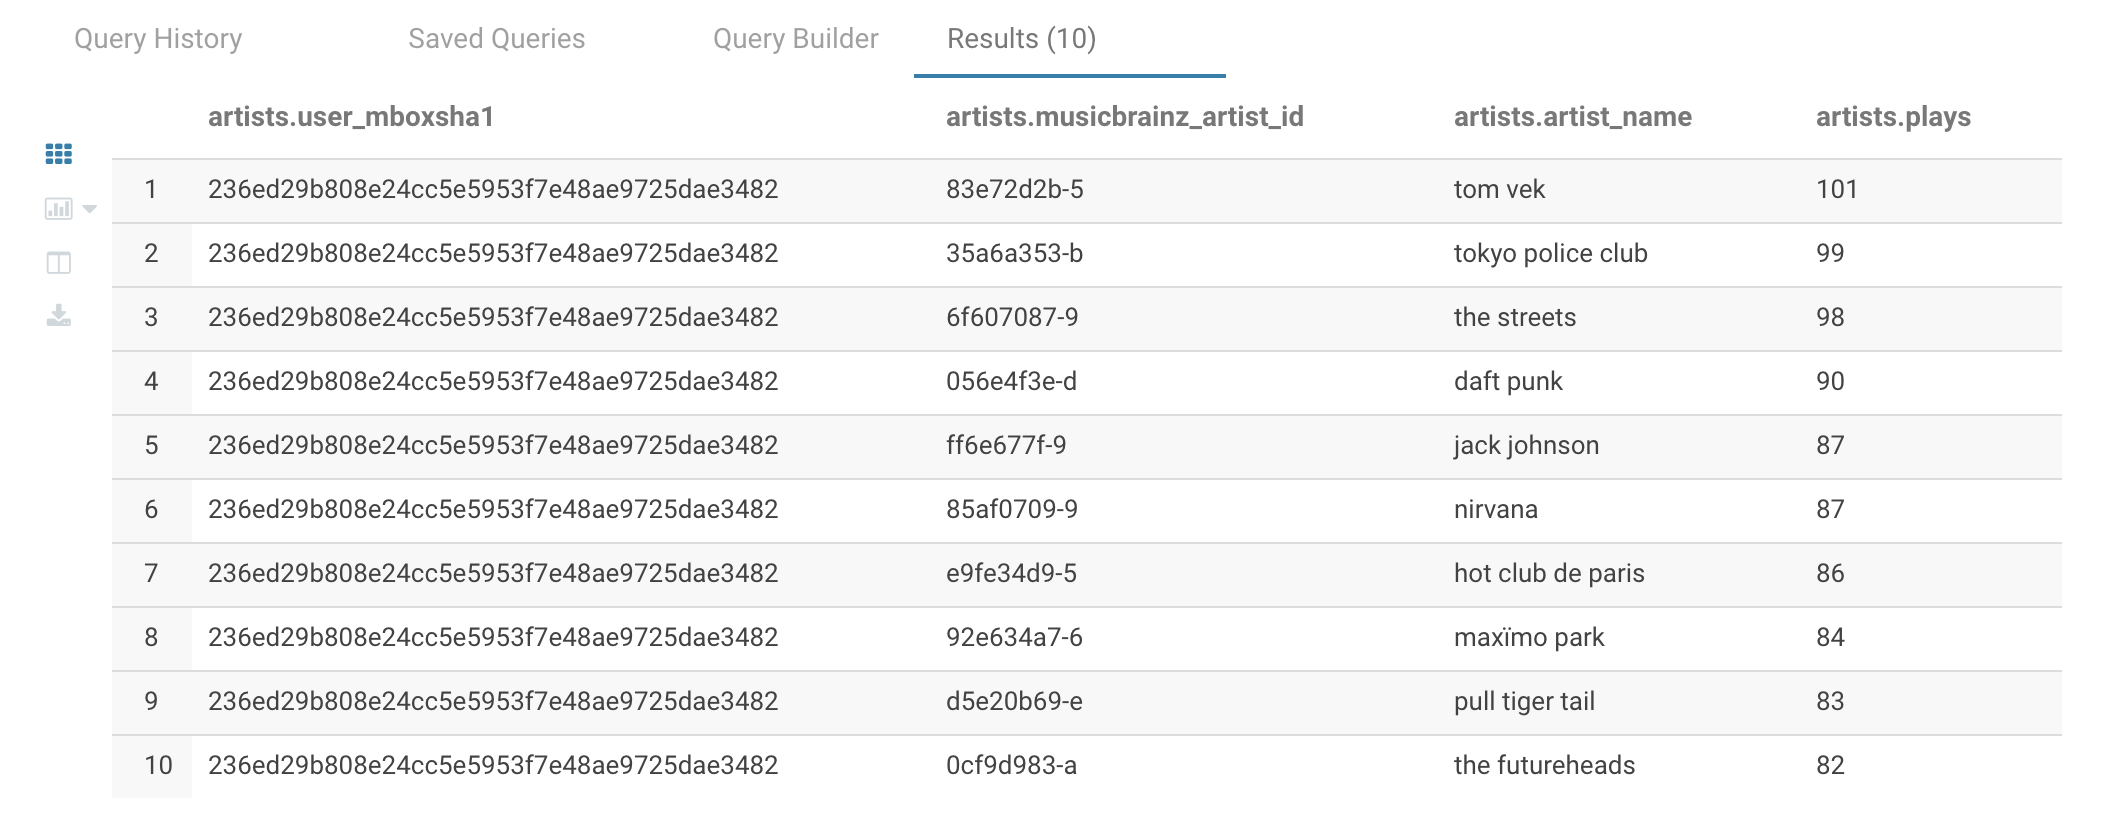 Query History Saved Queries Query Builder Results (10)
artists.user_mboxsha1 artists.musicbrainz_artist_id artists.artist_name artists.plays
1 236ed29b808e24cc5e5953f7e48ae9725dae3482 83e72d2b-5 tom vek 101
2 236ed29b808e24cc5e5953f7e48ae9725dae3482 35a6a353-b tokyo police club 99
3 236ed29b808e24cc5e5953f7e48ae9725dae3482 6f607087-9 the streets 98
4 236ed29b808e24cc5e5953f7e48ae9725dae3482 056e4f3e-d daft punk 90
5 236ed29b808e24cc5e5953f7e48ae9725dae3482 ff6e677f-9 jack johnson 87
6 236ed29b808e24cc5e5953f7e48ae9725dae3482 85af0709-9 nirvana 87
7 236ed29b808e24cc5e5953f7e48ae9725dae3482 e9fe34d9-5 hot club de paris 86
8 236ed29b808e24cc5e5953f7e48ae9725dae3482 92e634a7-6 maxïmo park 84
9 236ed29b808e24cc5e5953f7e48ae9725dae3482 d5e20b69-e pull tiger tail 83
10 236ed29b808e24cc5e5953f7e48ae9725dae3482 0cf9d983-a the futureheads 82